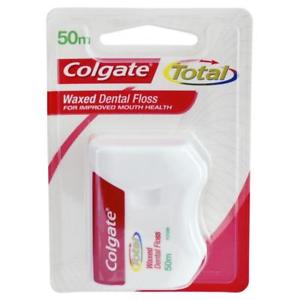 50m
Colgate Total
Waxed Dental Floss
FOR IMPROVED MOUTH HEALTH
Colgate
Total
Waxed
Dental Floss
50m